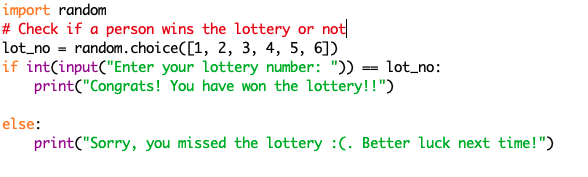 import random
# Check if a person wins the lottery or not
lot_no = random.choice([1, 2, 3, 4, 5, 6])
if int(input("Enter your lottery number: ")) == lot_no:
    print("Congrats! You have won the lottery!!")
else:
    print("Sorry, you missed the lottery :(. Better luck next time!")